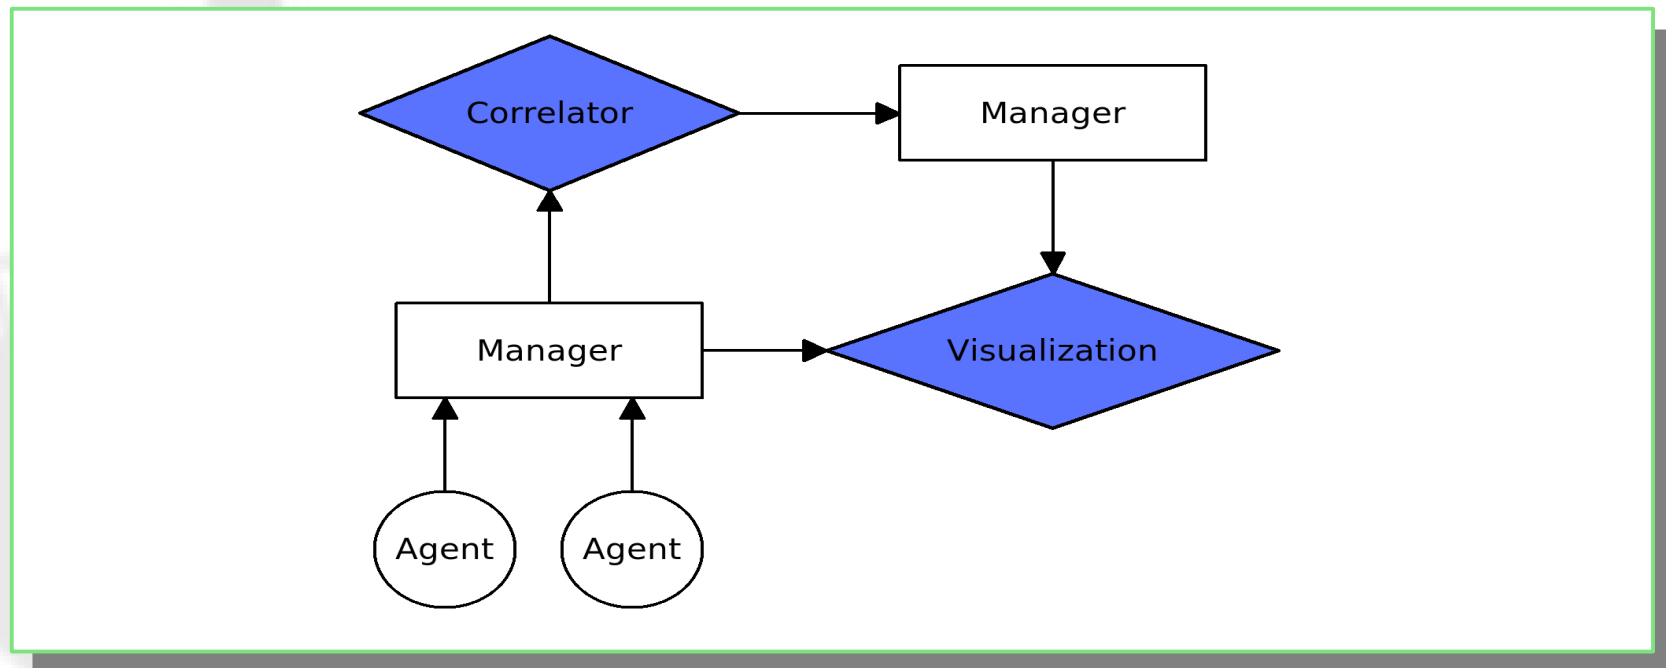 Correlator
Manager
Manager
Visualization
Agent
Agent